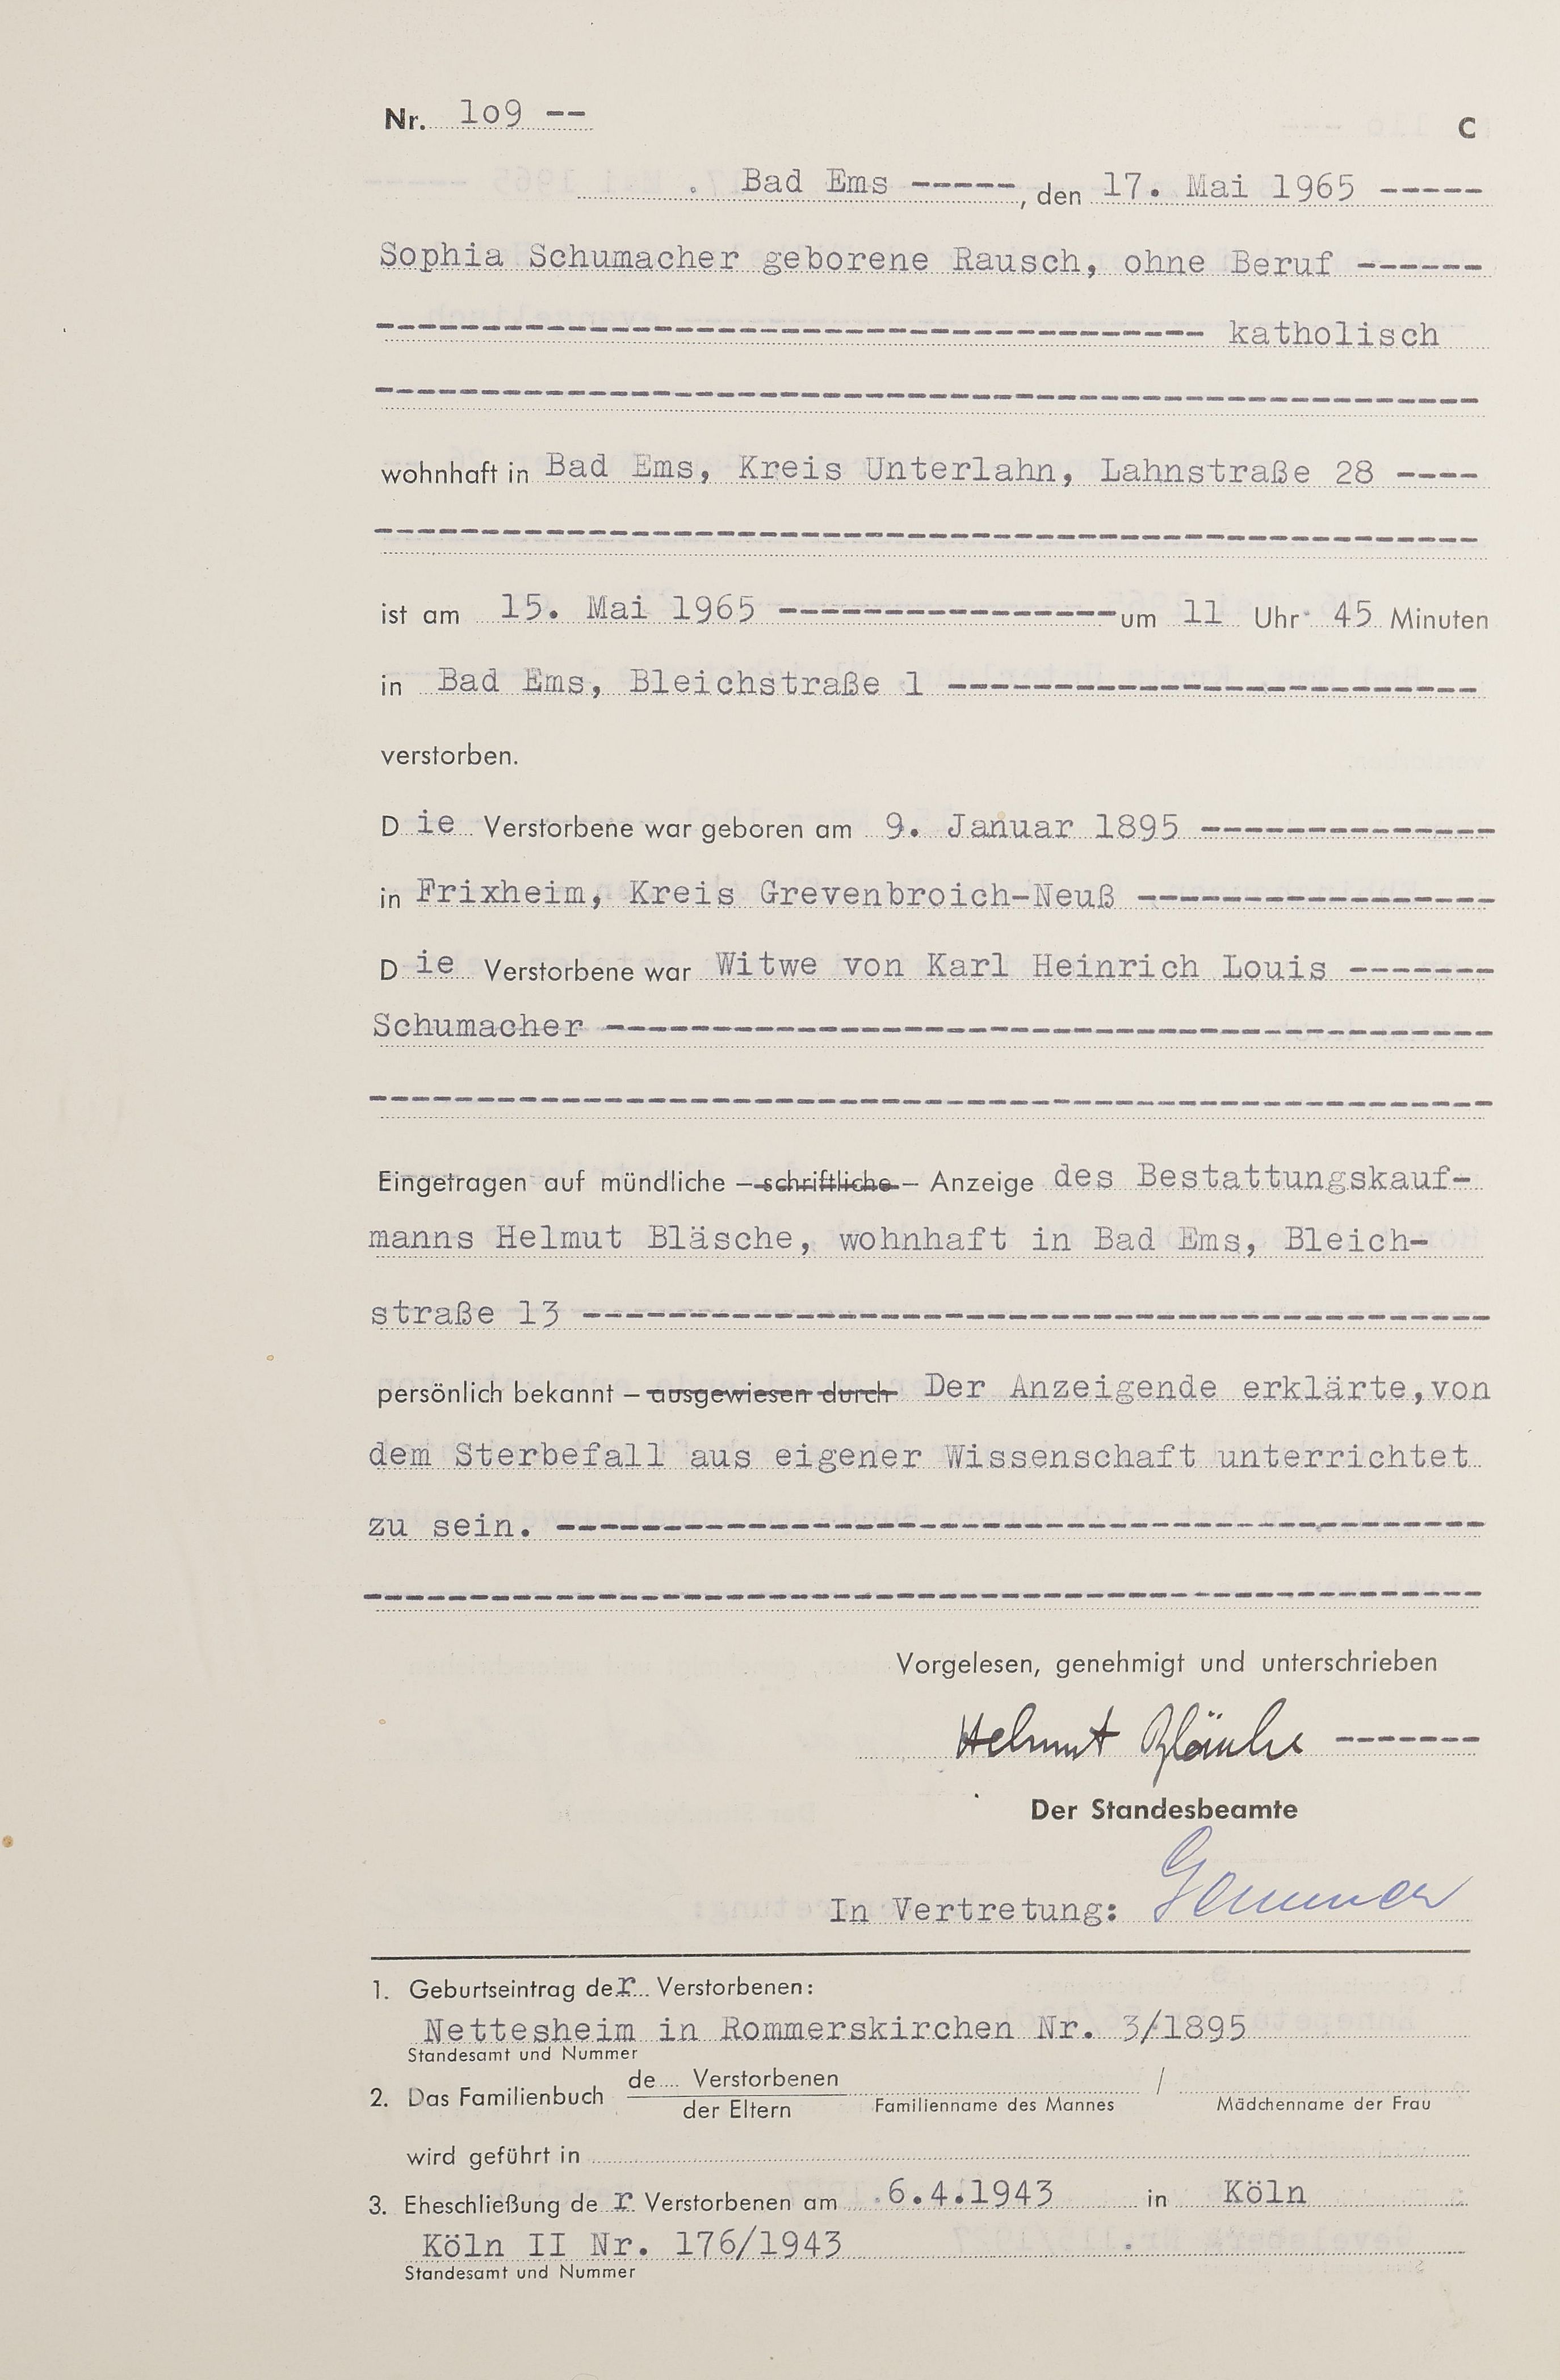 Nr. 1o9 --
C
Bad Ems -----, den 17. Mai 1965 -----
Sophia Schumacher geborene Rausch, ohne Beruf ------
--------------------------------------- katholisch
----------------------------------------------------
wohnhaft in Bad Ems, Kreis Unterlahn, Lahnstraße 28 ----
----------------------------------------------------
ist am 15. Mai 1965 ---------------- um 11 Uhr 45 Minuten
in Bad Ems, Bleichstraße 1 -------------------------
verstorben.
D ie Verstorbene war geboren am 9. Januar 1895 --------------
in Frixheim, Kreis Grevenbroich-Neuß -----------------
D ie Verstorbene war Witwe von Karl Heinrich Louis -------
Schumacher ------------------------------------------
-----------------------------------------------------
Eingetragen auf mündliche – schriftliche – Anzeige des Bestattungskauf-
manns Helmut Bläsche, wohnhaft in Bad Ems, Bleich-
straße 13 -------------------------------------------
persönlich bekannt – ausgewiesen durch Der Anzeigende erklärte,von
dem Sterbefall aus eigener Wissenschaft unterrichtet
zu sein. --------------------------------------------
-----------------------------------------------------
Vorgelesen, genehmigt und unterschrieben
Helmut Bläsche -------
Der Standesbeamte
In Vertretung:
1. Geburtseintrag der Verstorbenen:
Nettesheim in Rommerskirchen Nr. 3/1895
Standesamt und Nummer
2. Das Familienbuch de.... Verstorbenen /
der Eltern Familienname des Mannes Mädchenname der Frau
wird geführt in
3. Eheschließung de r Verstorbenen am 6.4.1943 in Köln
Köln II Nr. 176/1943
Standesamt und Nummer